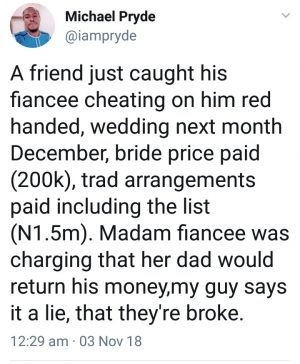 Michael Pryde
@iampryde
A friend just caught his
fiancee cheating on him red
handed, wedding next month
December, bride price paid
(200k), trad arrangements
paid including the list
(N1.5m). Madam fiancee was
charging that her dad would
return his money,my guy says
it a lie, that they're broke.
12:29 am · 03 Nov 18